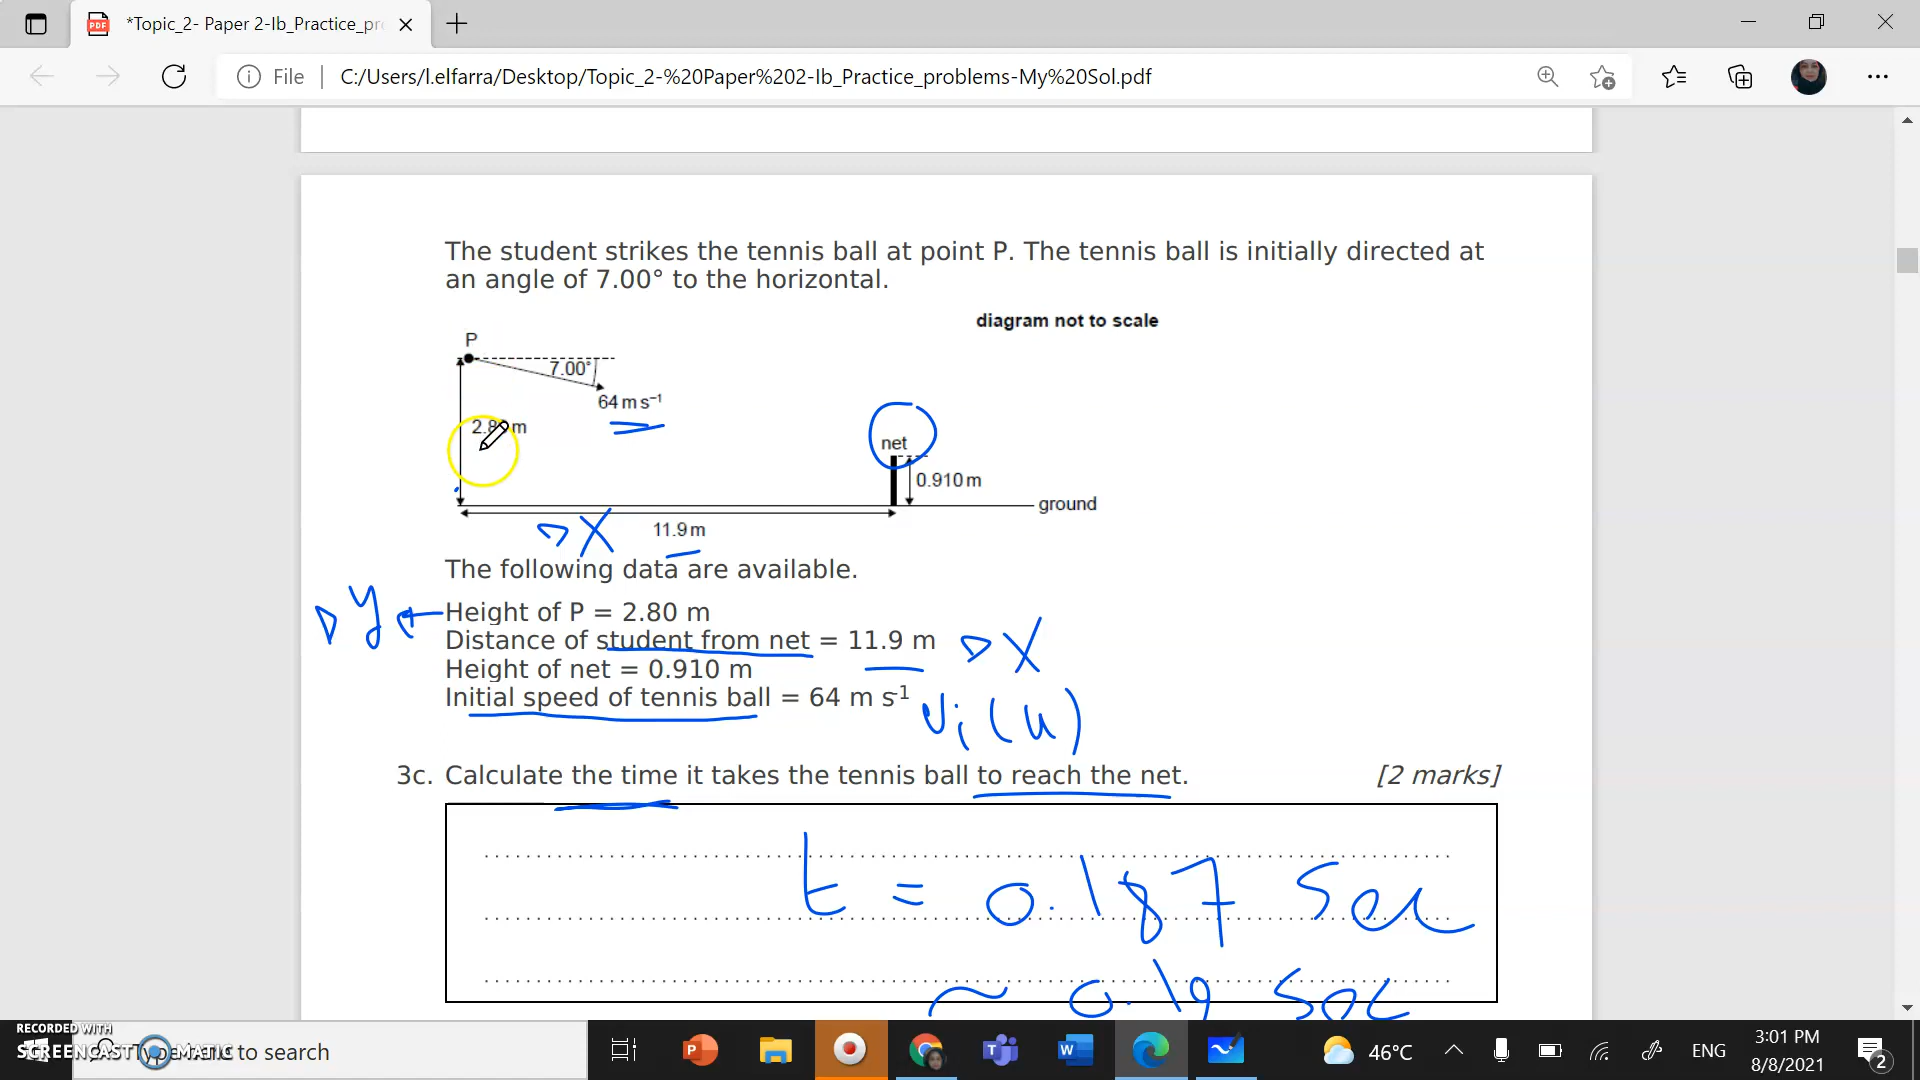 *Topic_2- Paper 2-Ib_Practice_pr
File
C:/Users/l.elfarra/Desktop/Topic_2-%20Paper%202-Ib_Practice_problems-My%20Sol.pdf
The student strikes the tennis ball at point P. The tennis ball is initially directed at
an angle of 7.00° to the horizontal.
diagram not to scale
P
7.00°
64 m s⁻¹
m
net
0.910 m
ground
ΔX 11.9 m
The following data are available.
Δy ← Height of P = 2.80 m
Distance of student from net = 11.9 m ΔX
Height of net = 0.910 m
Initial speed of tennis ball = 64 m s⁻¹ Vi (u)
3c. Calculate the time it takes the tennis ball to reach the net. [2 marks]
t = 0.187 Sec
~ 0.19 Sec
RECORDED WITH
SCREENCAST MATIC
to search
46°C
ENG
3:01 PM
8/8/2021
2